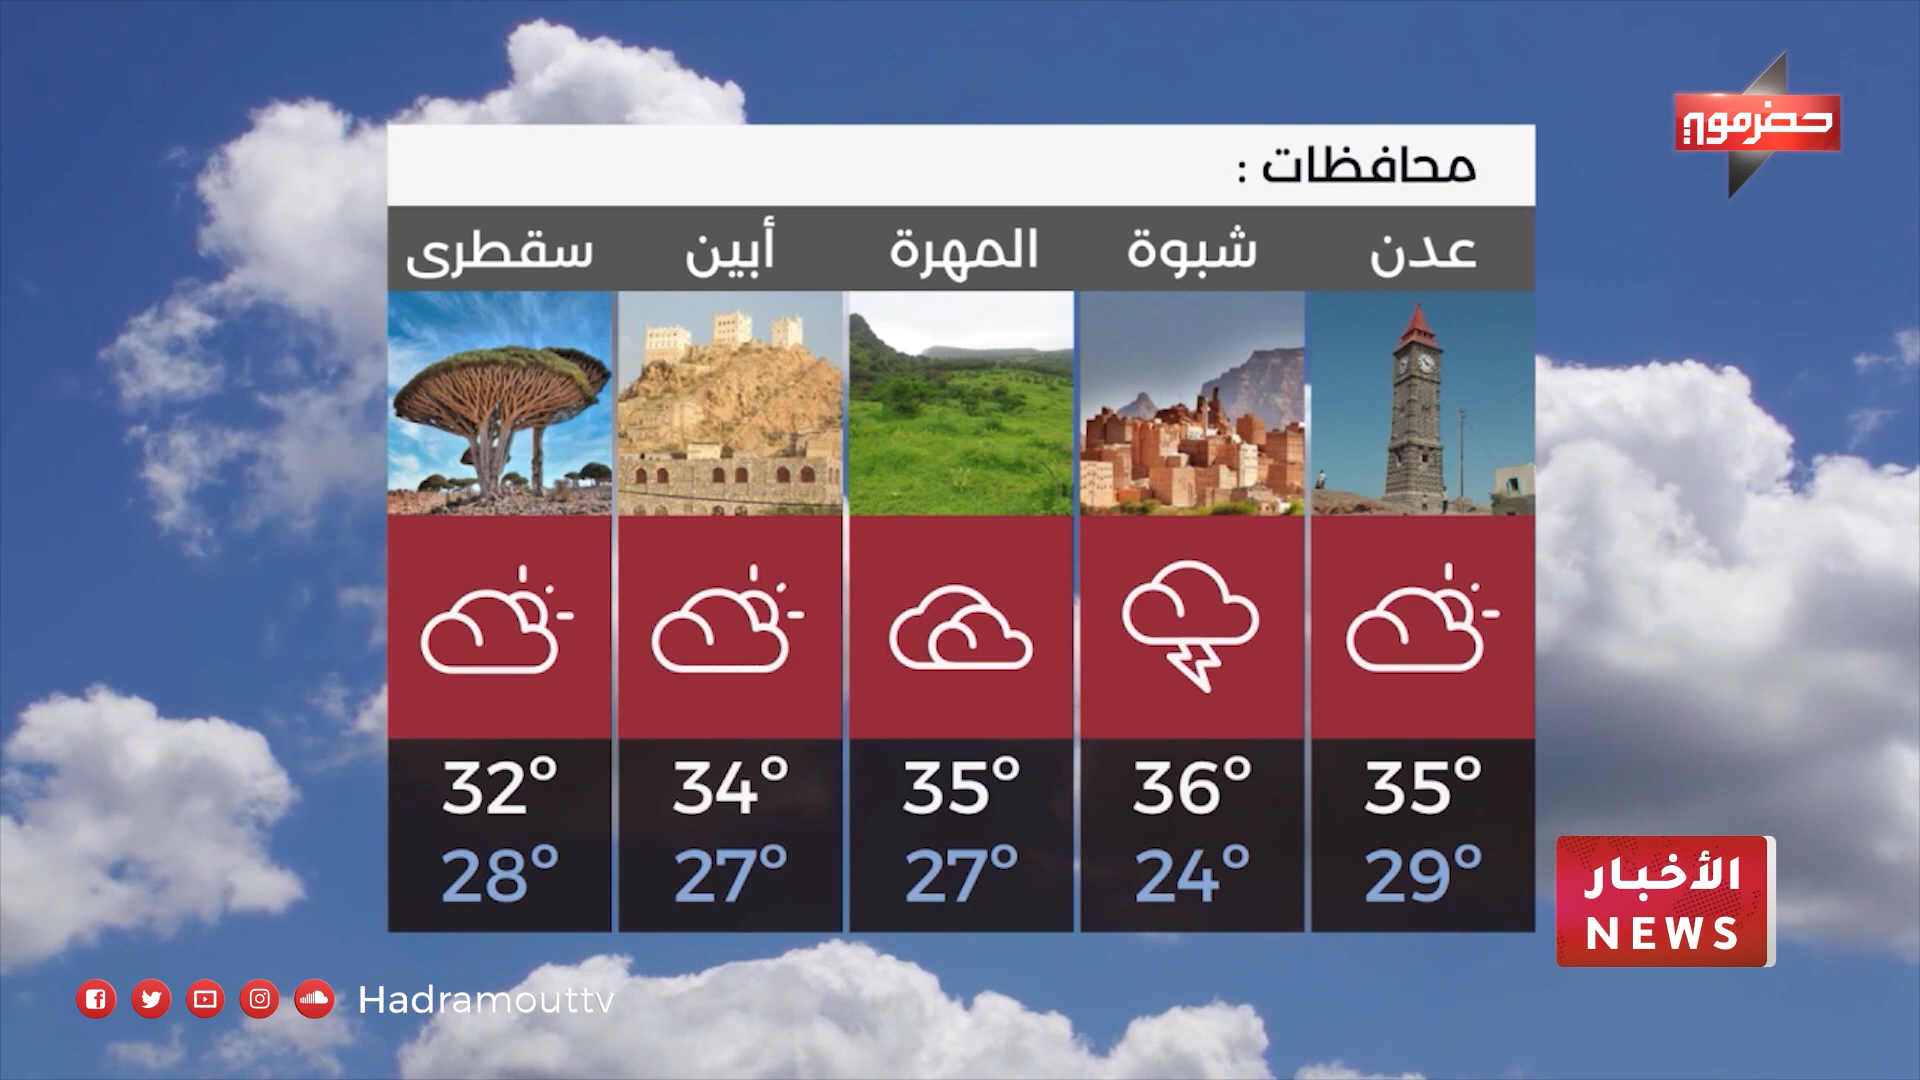 حضرموت
محافظات :
عدن شبوة المهرة أبين سقطرى
35° 36° 35° 34° 32°
29° 24° 27° 27° 28°
الأخبار
NEWS
Hadramouttv